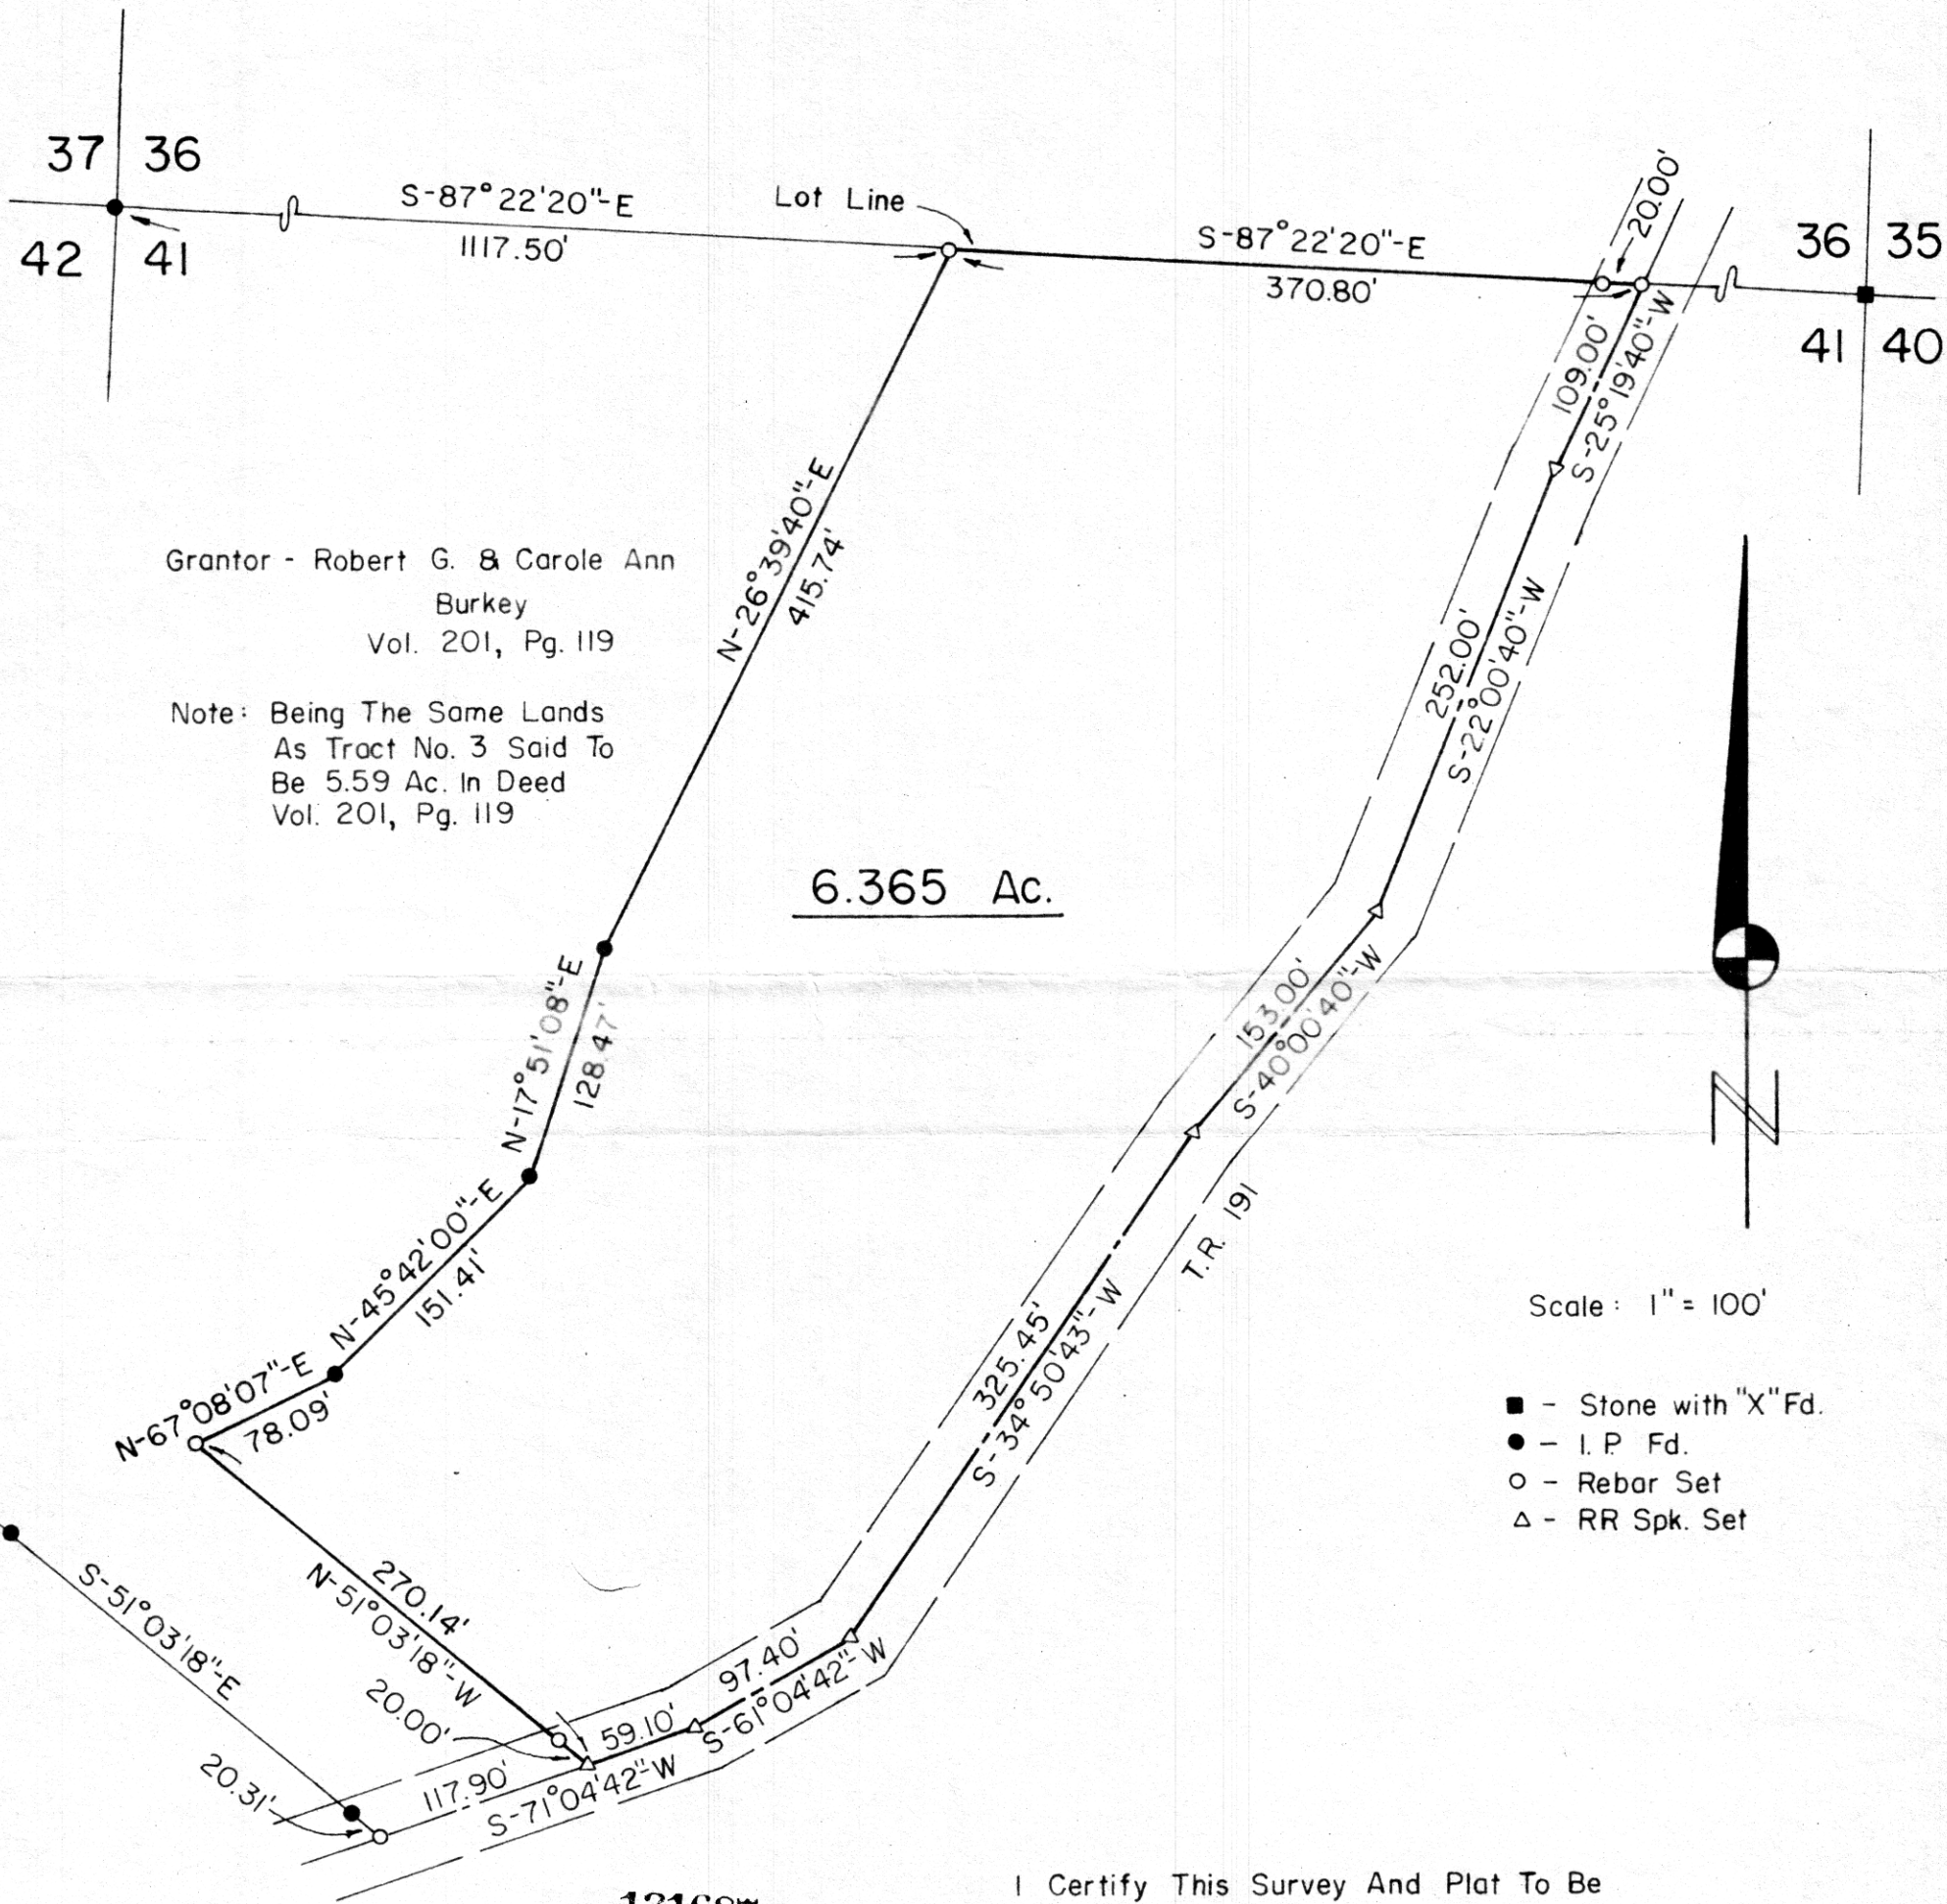 37 36
42 41
S-87°22'20"-E
1117.50'
Lot Line
S-87°22'20"-E
370.80'
20.00'
36 35
41 40
109.00'
S-25°19'40"-W
N-26°39'40"-E
415.74'
Grantor - Robert G. & Carole Ann
Burkey
Vol. 201, Pg. 119
Note: Being The Same Lands
As Tract No. 3 Said To
Be 5.59 Ac. In Deed
Vol. 201, Pg. 119
252.00'
S-22°00'40"-W
6.365 Ac.
N-17°51'08"-E
128.47'
153.00'
S-40°00'40"-W
N
N-45°42'00"-E
151.41'
T.R. 191
Scale: 1" = 100'
325.45'
S-34°50'43"-W
N-67°08'07"-E
78.09'
■ - Stone with "X" Fd.
● - I.P. Fd.
○ - Rebar Set
△ - RR Spk. Set
270.14'
N-51°03'18"-W
S-51°03'18"-E
97.40'
S-61°04'42"-W
20.00'
59.10'
20.31'
117.90'
S-71°04'42"-W
I Certify This Survey And Plat To Be